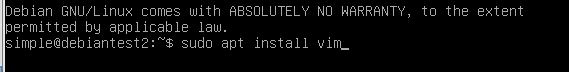 Debian GNU/Linux comes with ABSOLUTELY NO WARRANTY, to the extent
permitted by applicable law.
simple@debiantest2:~$ sudo apt install vim_